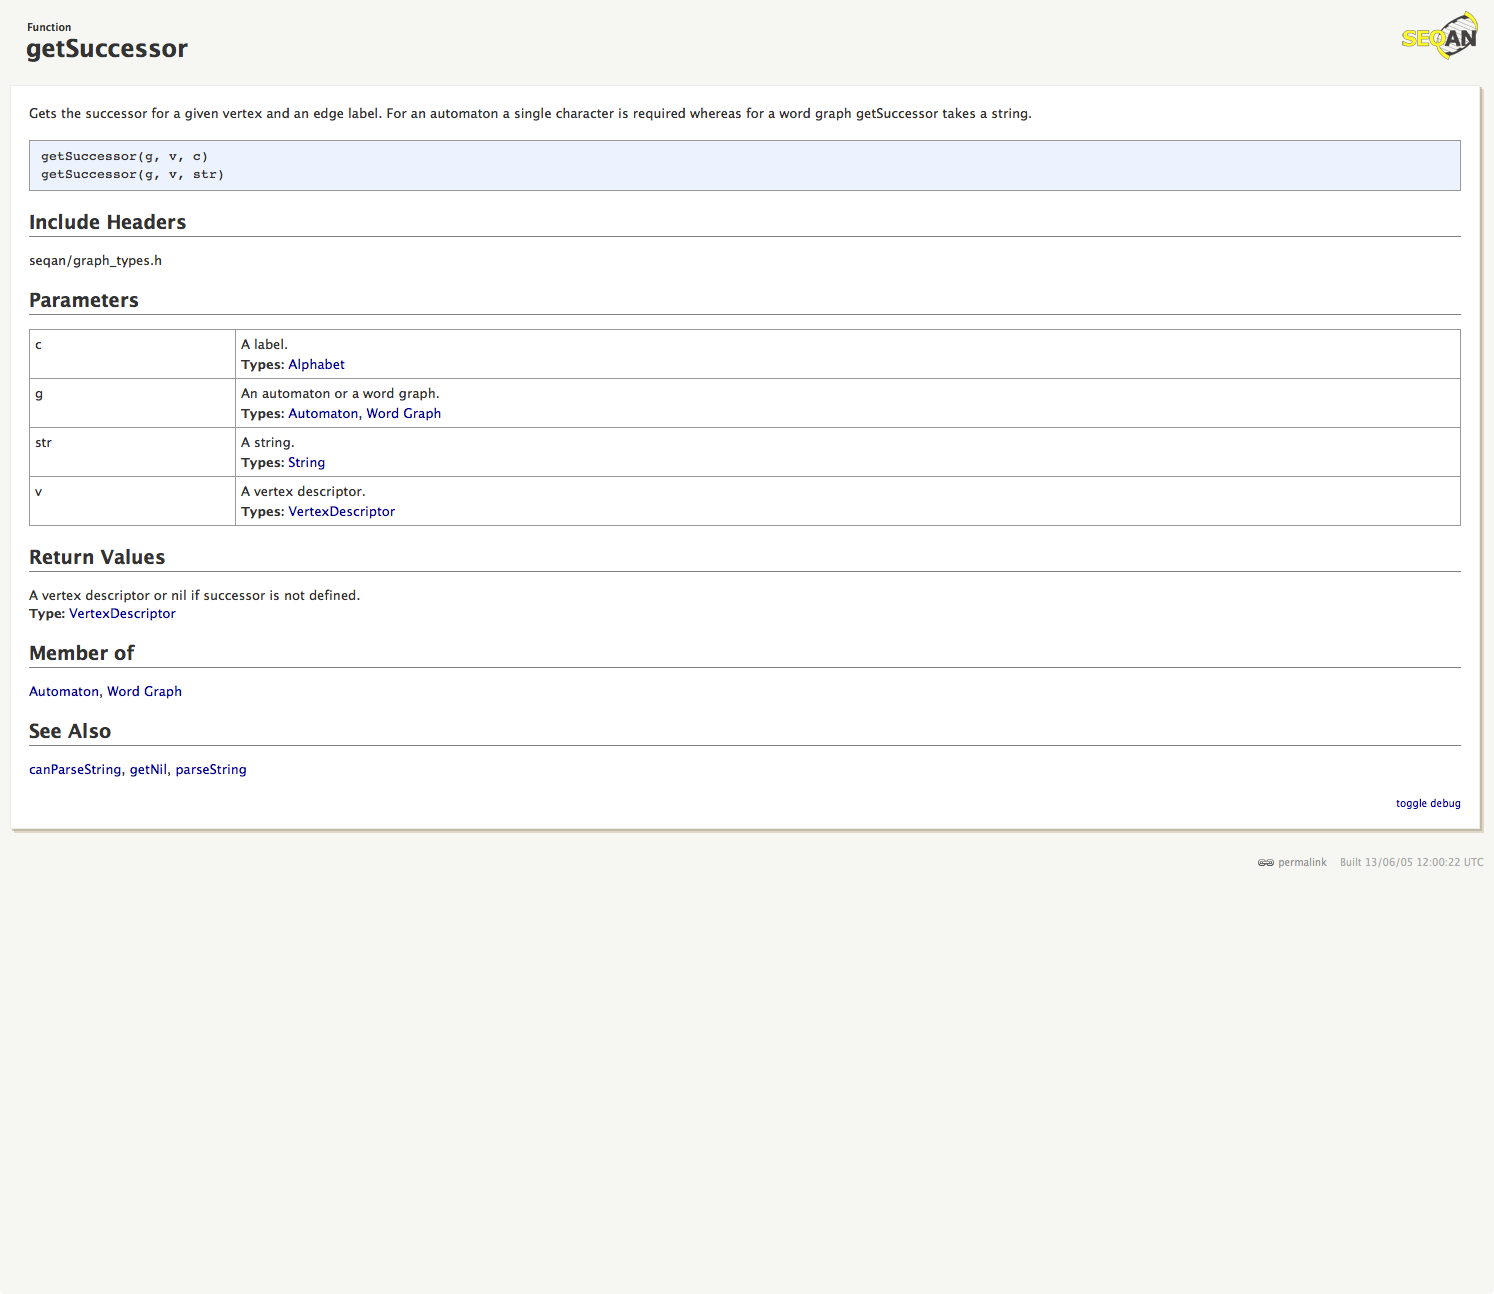 Function
getSuccessor
SEQAN
Gets the successor for a given vertex and an edge label. For an automaton a single character is required whereas for a word graph getSuccessor takes a string.
getSuccessor(g, v, c)
getSuccessor(g, v, str)
Include Headers
seqan/graph_types.h
Parameters
c
A label.
Types: Alphabet
g
An automaton or a word graph.
Types: Automaton, Word Graph
str
A string.
Types: String
v
A vertex descriptor.
Types: VertexDescriptor
Return Values
A vertex descriptor or nil if successor is not defined.
Type: VertexDescriptor
Member of
Automaton, Word Graph
See Also
canParseString, getNil, parseString
toggle debug
permalink Built 13/06/05 12:00:22 UTC